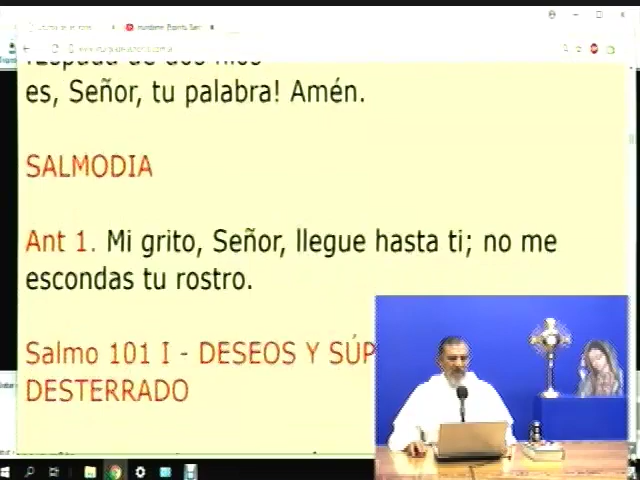 es, Señor, tu palabra! Amén.
SALMODIA
Ant 1. Mi grito, Señor, llegue hasta ti; no me
escondas tu rostro.
Salmo 101 I - DESEOS Y SÚP
DESTERRADO